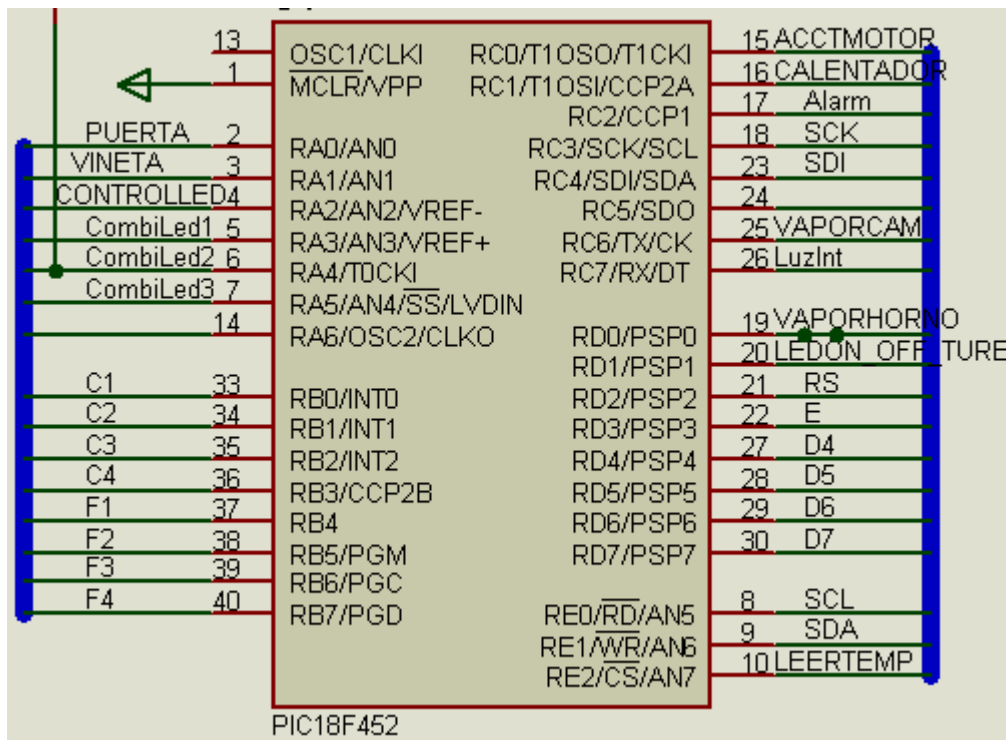 13 OSC1/CLKI RC0/T1OSO/T1CKI 15 ACCTMOTOR
1 MCLR/VPP RC1/T1OSI/CCP2A 16 CALENTADOR
RC2/CCP1 17 Alarm
PUERTA 2 RA0/AN0 RC3/SCK/SCL 18 SCK
VINETA 3 RA1/AN1 RC4/SDI/SDA 23 SDI
CONTROLLED 4 RA2/AN2/VREF- RC5/SDO 24
CombiLed1 5 RA3/AN3/VREF+ RC6/TX/CK 25 VAPORCAM
CombiLed2 6 RA4/T0CKI RC7/RX/DT 26 LuzInt
CombiLed3 7 RA5/AN4/SS/LVDIN
14 RA6/OSC2/CLKO RD0/PSP0 19 VAPORHORNO
RD1/PSP1 20 LEDON_OFF_TURE
C1 33 RB0/INT0 RD2/PSP2 21 RS
C2 34 RB1/INT1 RD3/PSP3 22 E
C3 35 RB2/INT2 RD4/PSP4 27 D4
C4 36 RB3/CCP2B RD5/PSP5 28 D5
F1 37 RB4 RD6/PSP6 29 D6
F2 38 RB5/PGM RD7/PSP7 30 D7
F3 39 RB6/PGC
F4 40 RB7/PGD RE0/RD/AN5 8 SCL
RE1/WR/AN6 9 SDA
RE2/CS/AN7 10 LEERTEMP
PIC18F452